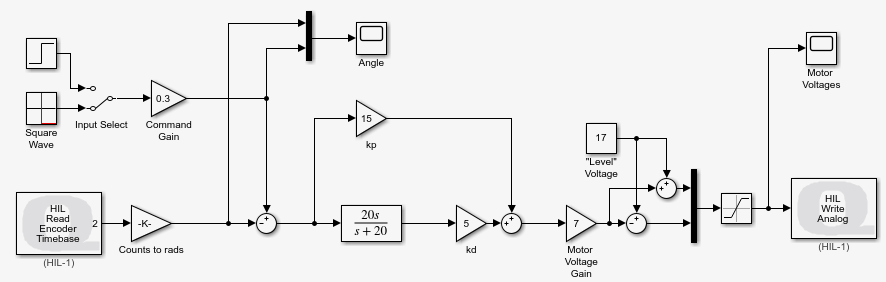 Square
Wave
Input Select
0.3
Command
Gain
Angle
15
kp
HIL
Read
Encoder
Timebase
2
(HIL-1)
-K-
Counts to rads
20s
s + 20
5
kd
7
Motor
Voltage
Gain
17
"Level"
Voltage
Motor
Voltages
HIL
Write
Analog
(HIL-1)